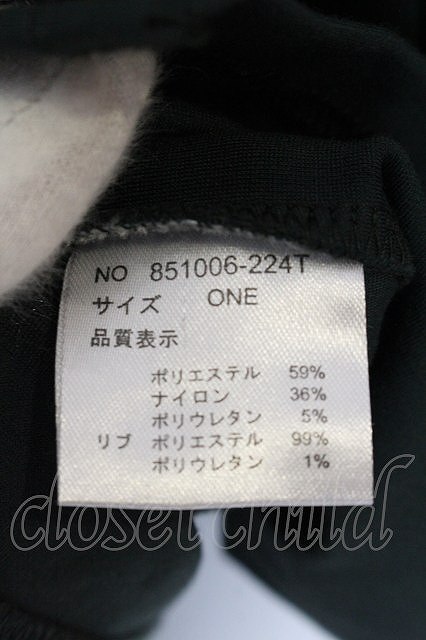 NO 851006-224T
サイズ ONE
品質表示
ポリエステル 59%
ナイロン 36%
ポリウレタン 5%
リブ ポリエステル 99%
ポリウレタン 1%
closet child